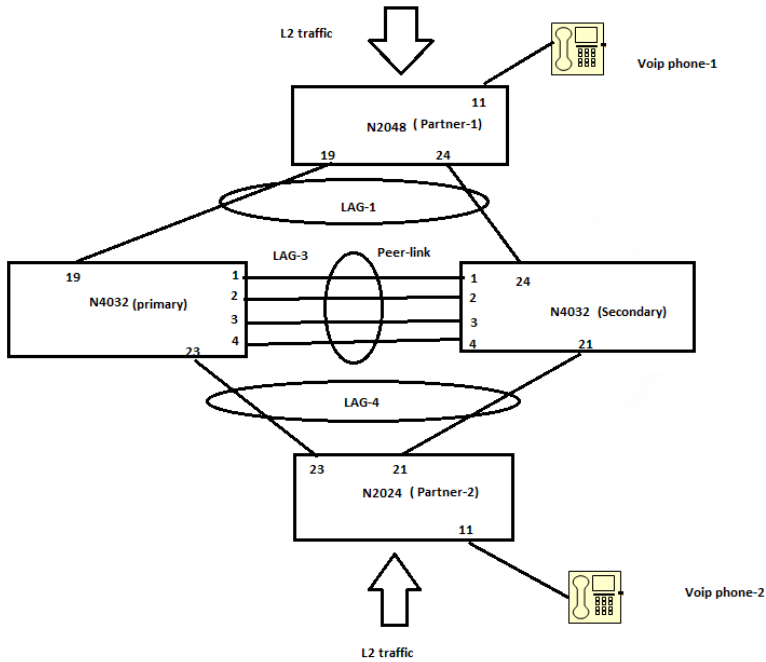 L2 traffic
Voip phone-1
11
N2048 ( Partner-1)
19 24
LAG-1
LAG-3 Peer-link
19
N4032 (primary)
1
2
3
4
23
1
2
3
4
24
N4032 (Secondary)
21
LAG-4
23 21
N2024 ( Partner-2)
11
Voip phone-2
L2 traffic